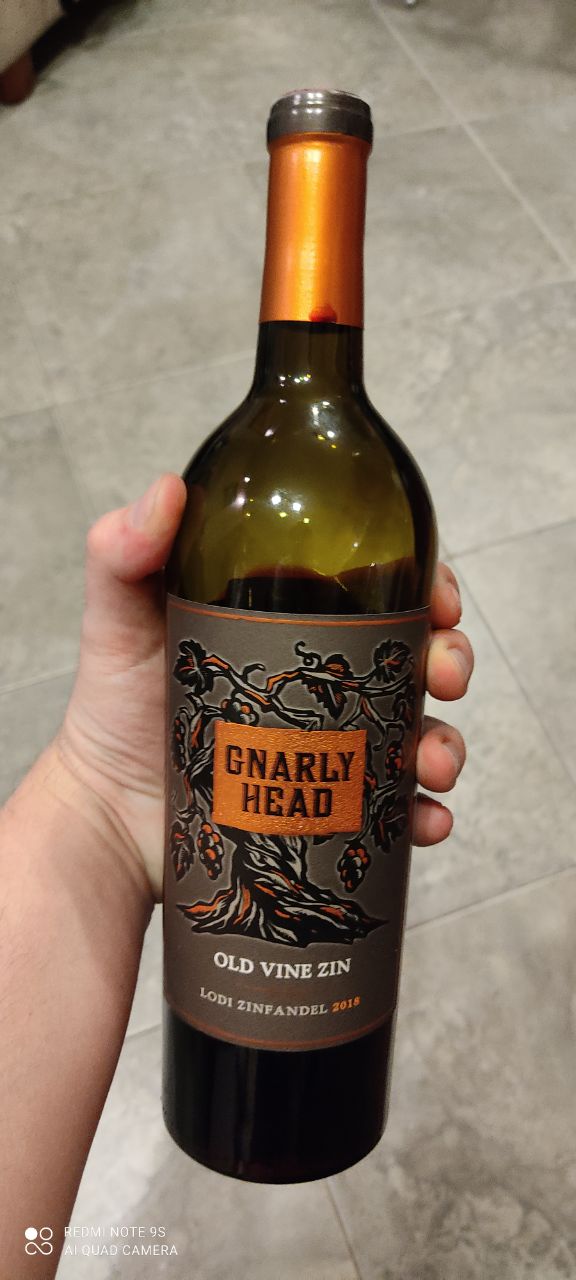 GNARLY
HEAD
OLD VINE ZIN
LODI ZINFANDEL 2018
REDMI NOTE 9S
AI QUAD CAMERA